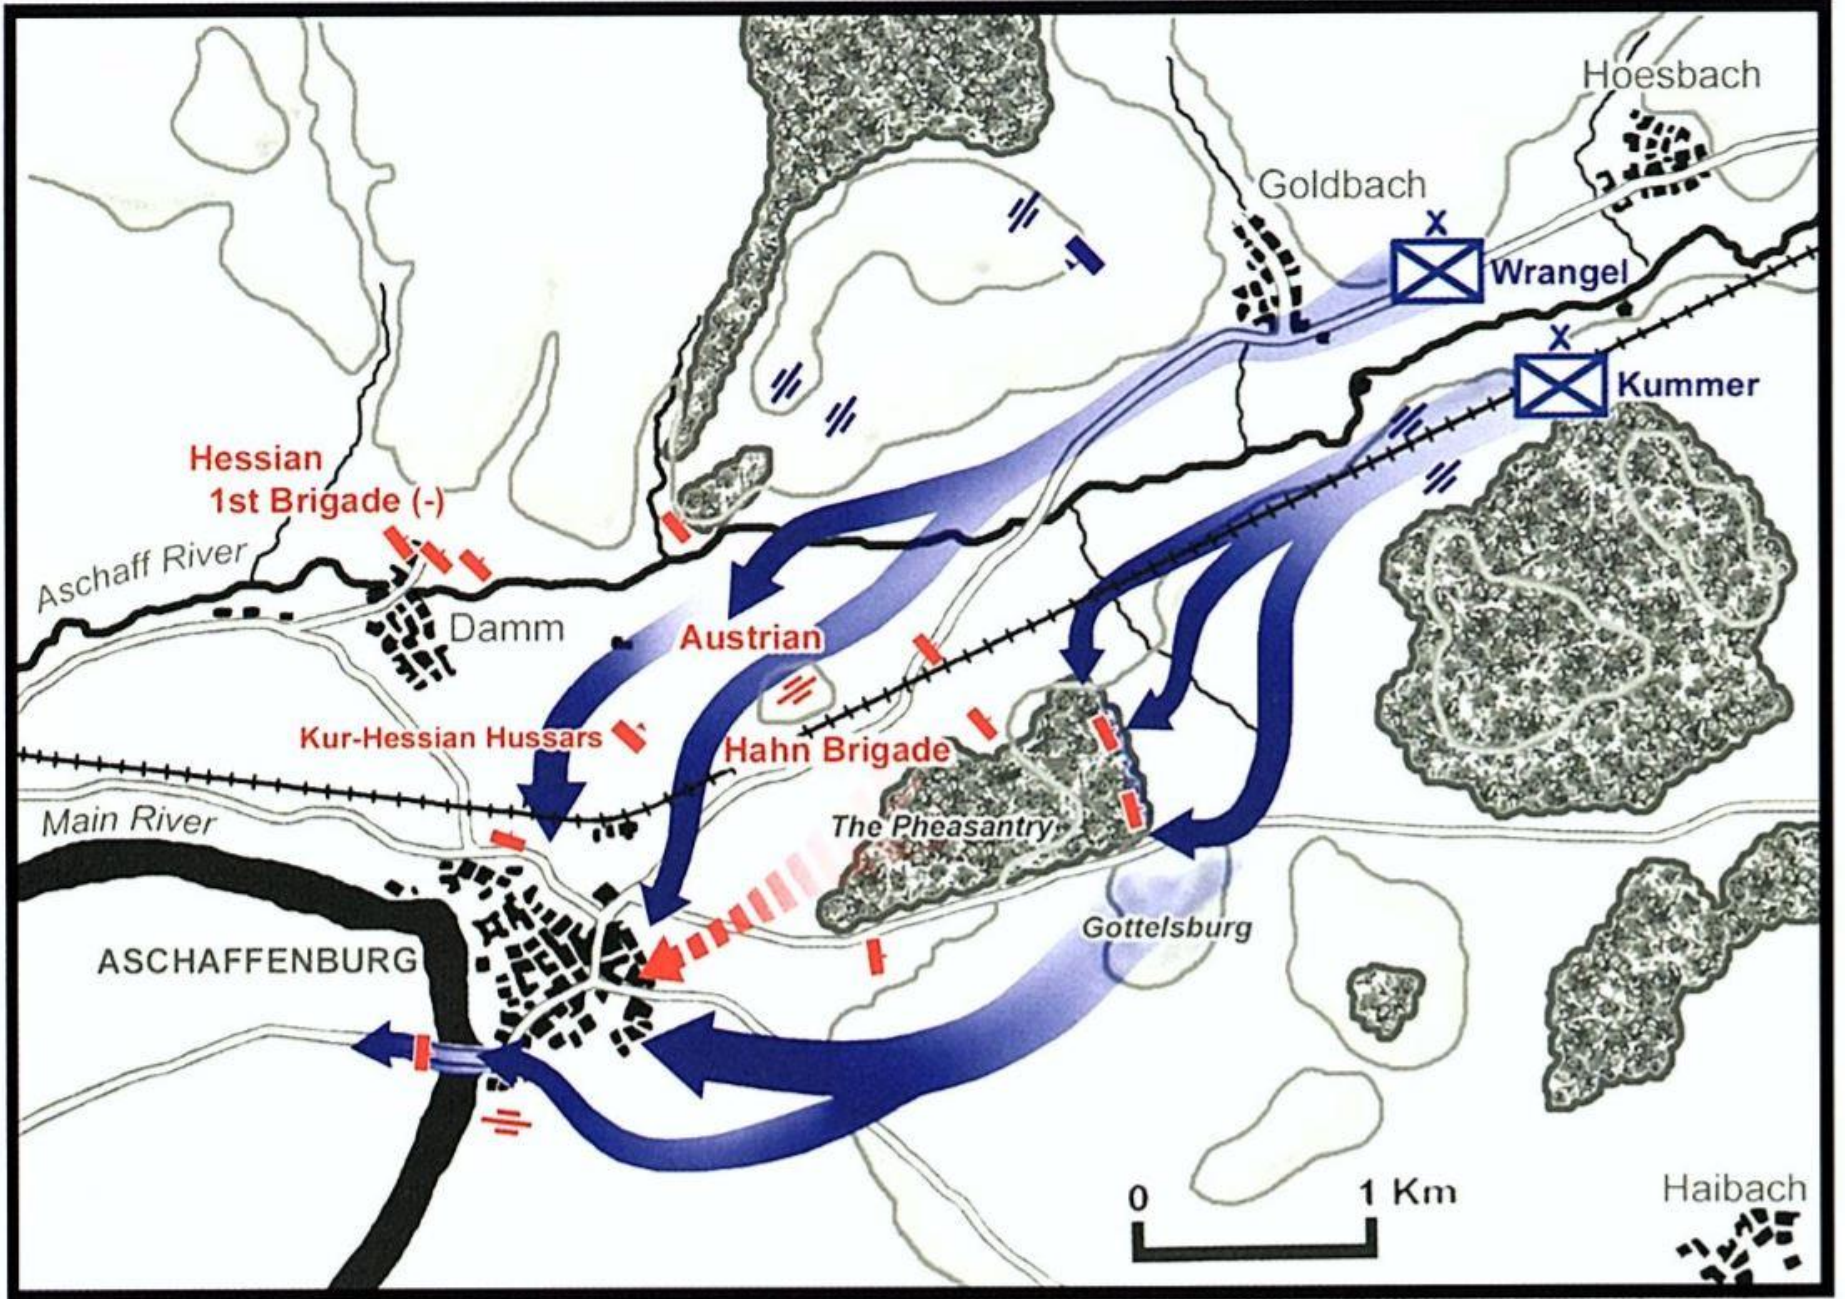 Hoesbach
Goldbach
X
Wrangel
X
Kummer
Hessian
1st Brigade (-)
Aschaff River
Damm
Austrian
Kur-Hessian Hussars
Hahn Brigade
Main River
The Pheasantry
Gottelsburg
ASCHAFFENBURG
0
1 Km
Haibach